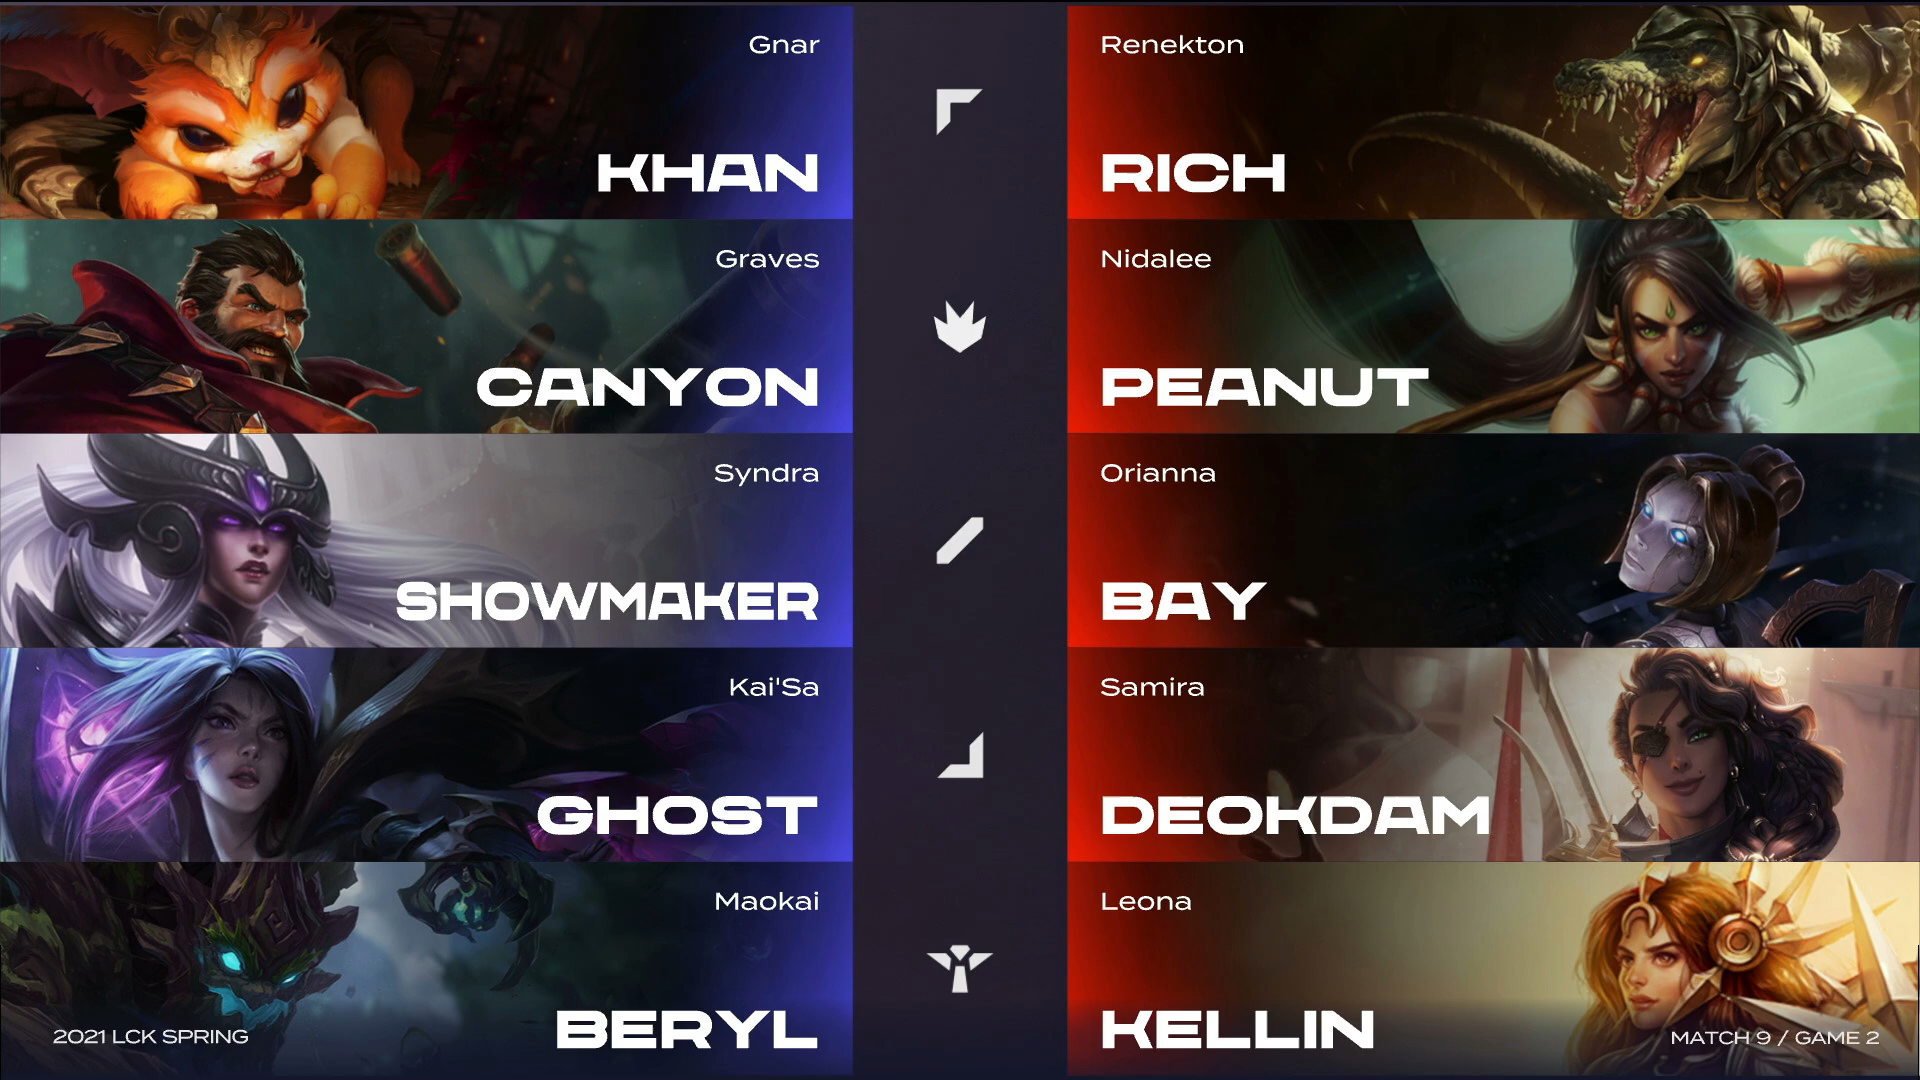 Gnar
KHAN
Renekton
RICH
Graves
CANYON
Nidalee
PEANUT
Syndra
SHOWMAKER
Orianna
BAY
Kai'Sa
GHOST
Samira
DEOKDAM
Maokai
BERYL
Leona
KELLIN
2021 LCK SPRING
MATCH 9 / GAME 2